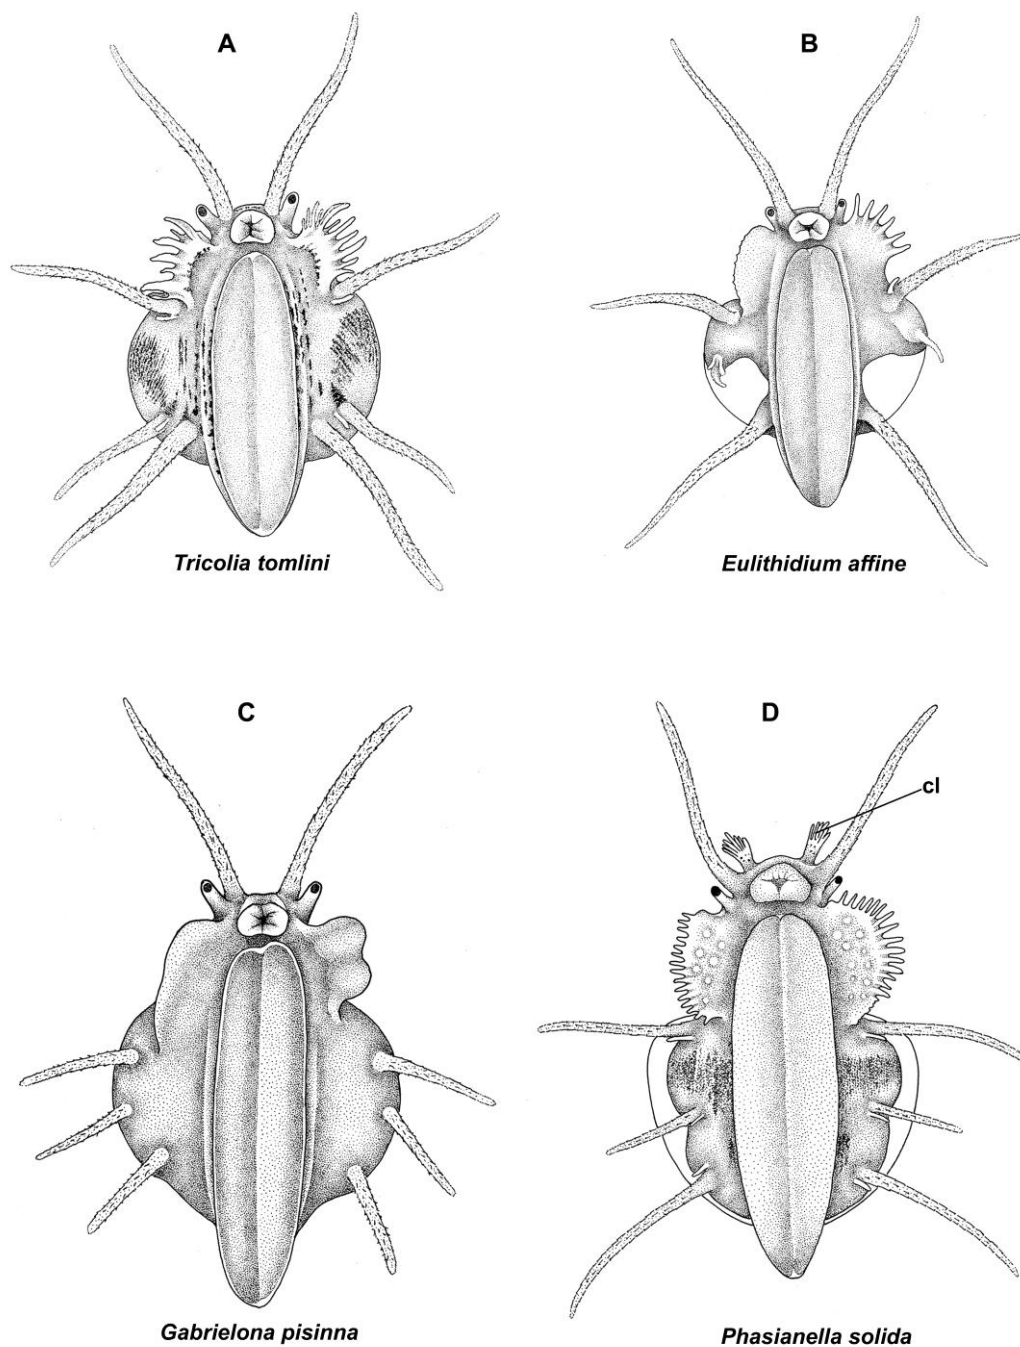 A
B
Tricolia tomlini
Eulithidium affine
C
D
cl
Gabrielona pisinna
Phasianella solida